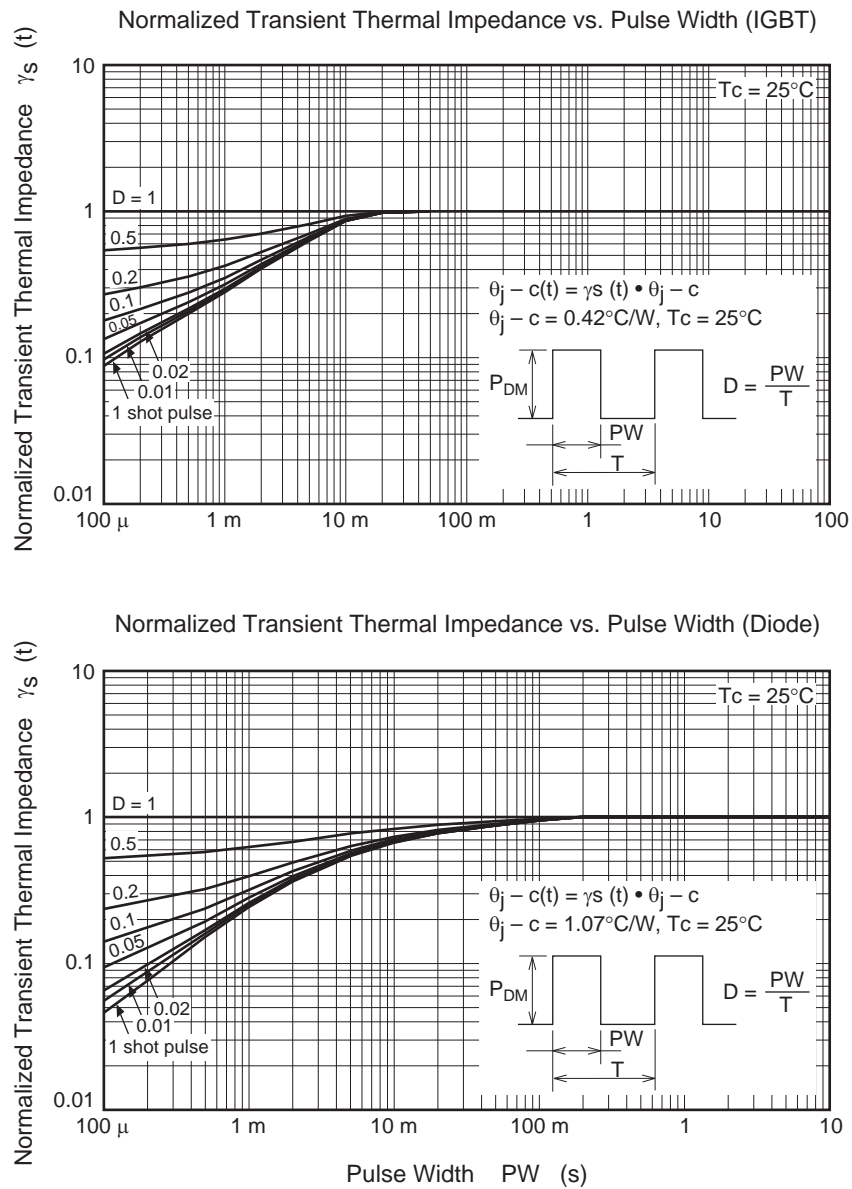 Normalized Transient Thermal Impedance vs. Pulse Width (IGBT)
Normalized Transient Thermal Impedance γs (t)
10
1
0.1
0.01
Tc = 25°C
D = 1
0.5
0.2
0.1
0.05
0.02
0.01
1 shot pulse
θj – c(t) = γs (t) • θj – c
θj – c = 0.42°C/W, Tc = 25°C
PDM
PW
T
D = PW
T
100 μ
1 m
10 m
100 m
1
10
100
Normalized Transient Thermal Impedance vs. Pulse Width (Diode)
Normalized Transient Thermal Impedance γs (t)
10
1
0.1
0.01
Tc = 25°C
D = 1
0.5
0.2
0.1
0.05
0.02
0.01
1 shot pulse
θj – c(t) = γs (t) • θj – c
θj – c = 1.07°C/W, Tc = 25°C
PDM
PW
T
D = PW
T
100 μ
1 m
10 m
100 m
1
10
Pulse Width PW (s)